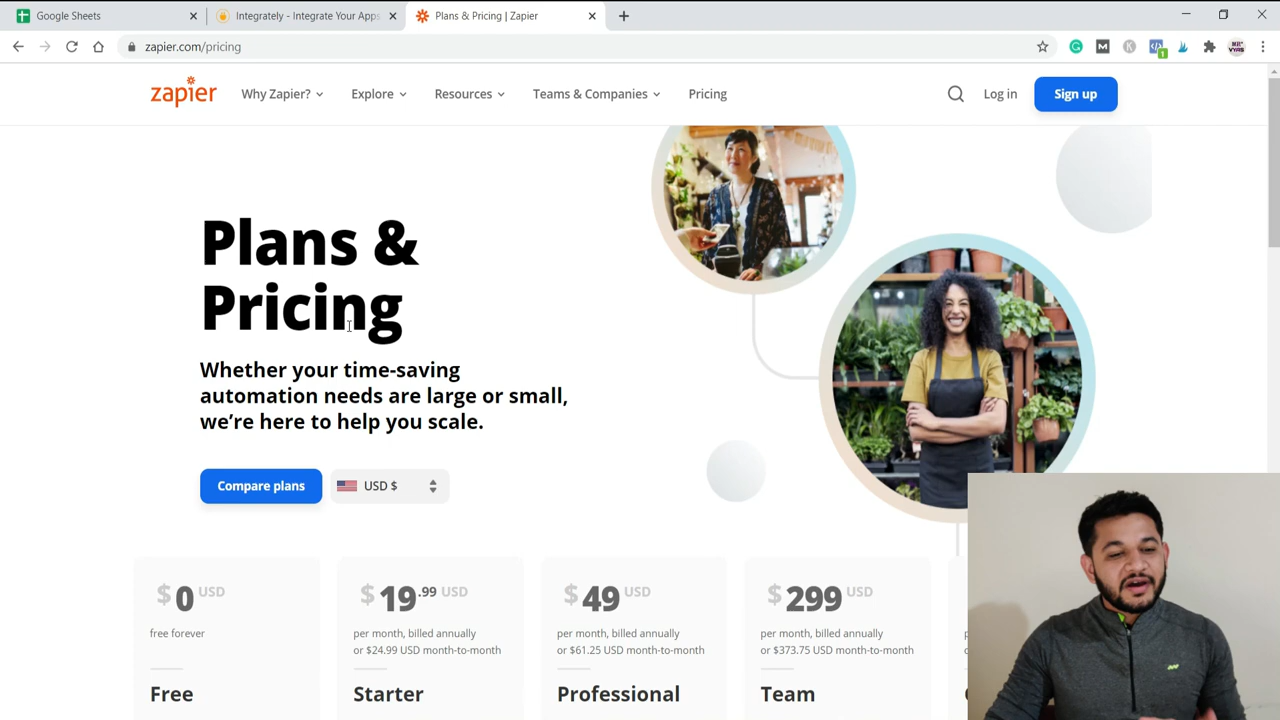 Google Sheets
Integrately - Integrate Your Apps
Plans & Pricing | Zapier
zapier.com/pricing
zapier
Why Zapier?
Explore
Resources
Teams & Companies
Pricing
Log in
Sign up
Plans &
Pricing
Whether your time-saving
automation needs are large or small,
we're here to help you scale.
Compare plans
USD $
$0 USD
free forever
Free
$19.99 USD
per month, billed annually
or $24.99 USD month-to-month
Starter
$49 USD
per month, billed annually
or $61.25 USD month-to-month
Professional
$299 USD
per month, billed annually
or $373.75 USD month-to-month
Team